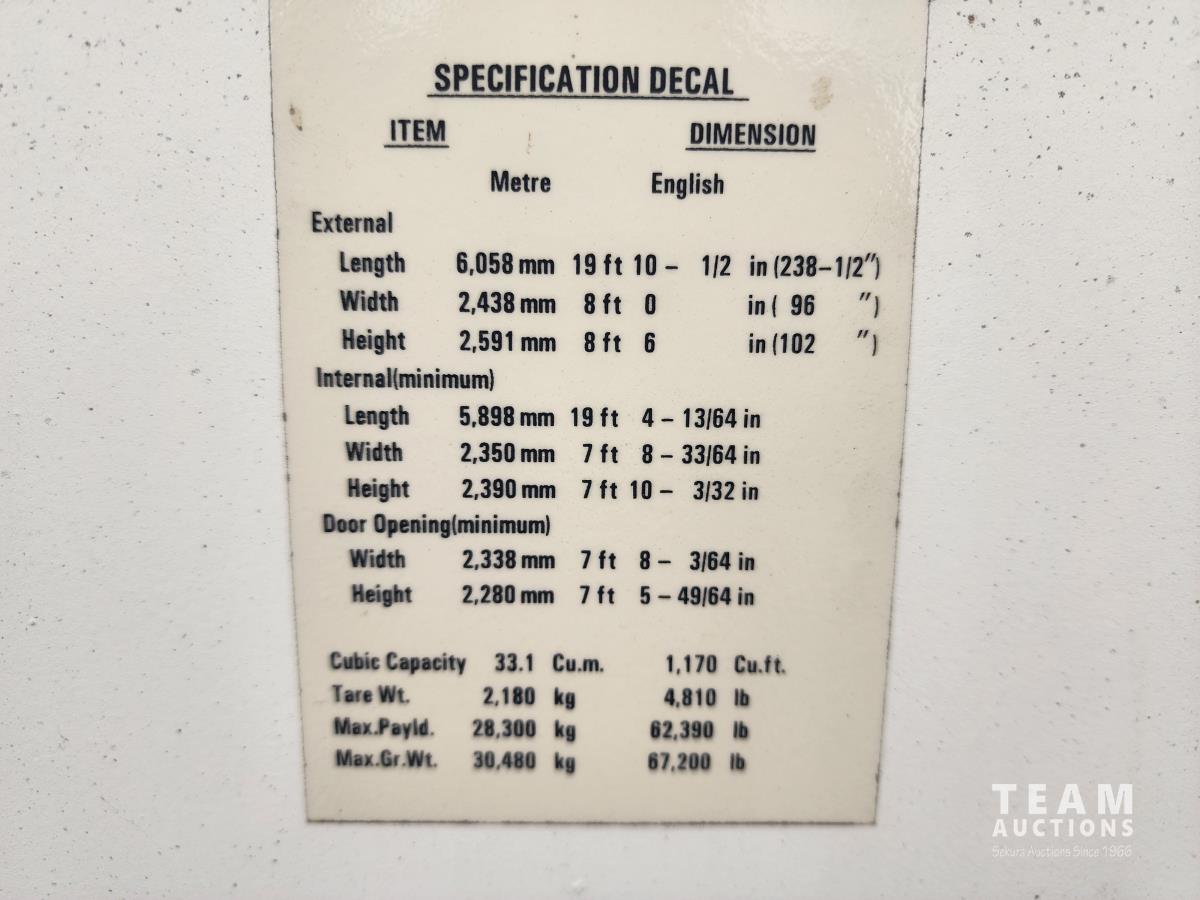 SPECIFICATION DECAL
ITEM DIMENSION
Metre English
External
Length 6,058 mm 19 ft 10 - 1/2 in (238-1/2")
Width 2,438 mm 8 ft 0 in ( 96 ")
Height 2,591 mm 8 ft 6 in (102 ")
Internal(minimum)
Length 5,898 mm 19 ft 4 - 13/64 in
Width 2,350 mm 7 ft 8 - 33/64 in
Height 2,390 mm 7 ft 10 - 3/32 in
Door Opening(minimum)
Width 2,338 mm 7 ft 8 - 3/64 in
Height 2,280 mm 7 ft 5 - 49/64 in
Cubic Capacity 33.1 Cu.m. 1,170 Cu.ft.
Tare Wt. 2,180 kg 4,810 lb
Max.Payld. 28,300 kg 62,390 lb
Max.Gr.Wt. 30,480 kg 67,200 lb
TEAM
AUCTIONS
Sekura Auctions Since 1966